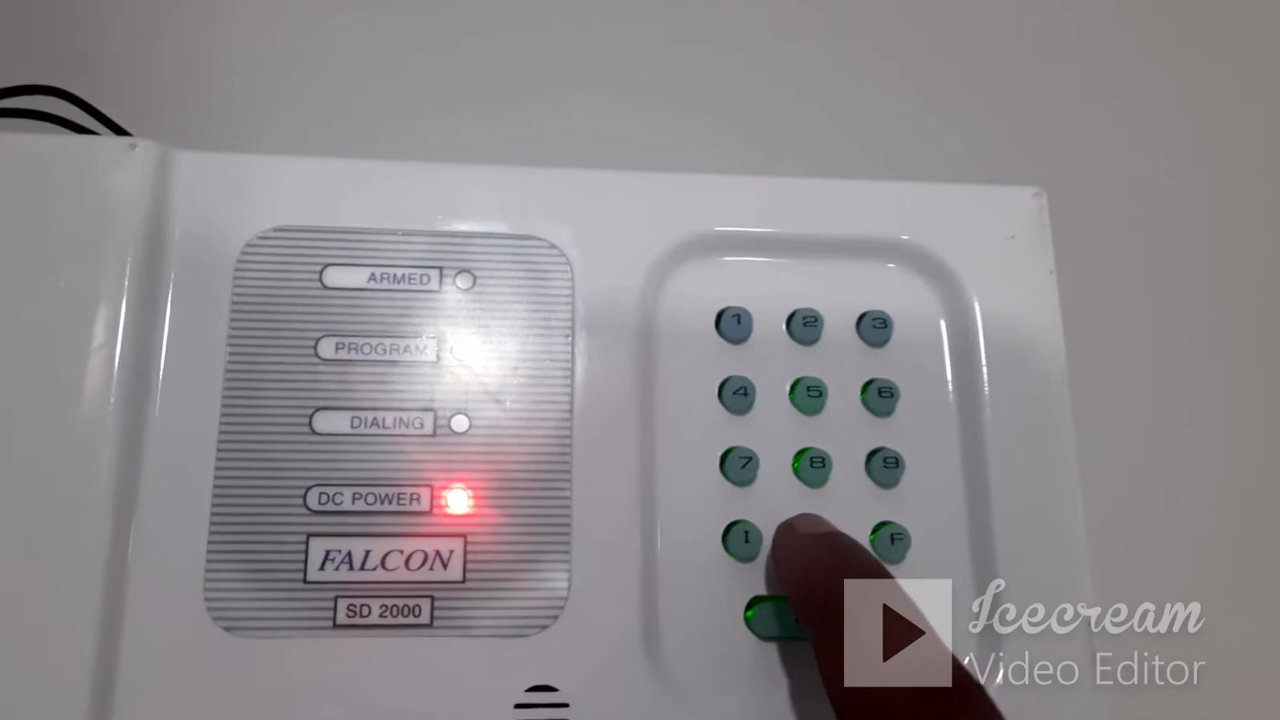 ARMED
PROGRAM
DIALING
DC POWER
FALCON
SD 2000
1 2 3
4 5 6
7 8 9
I F
Icecream
Video Editor